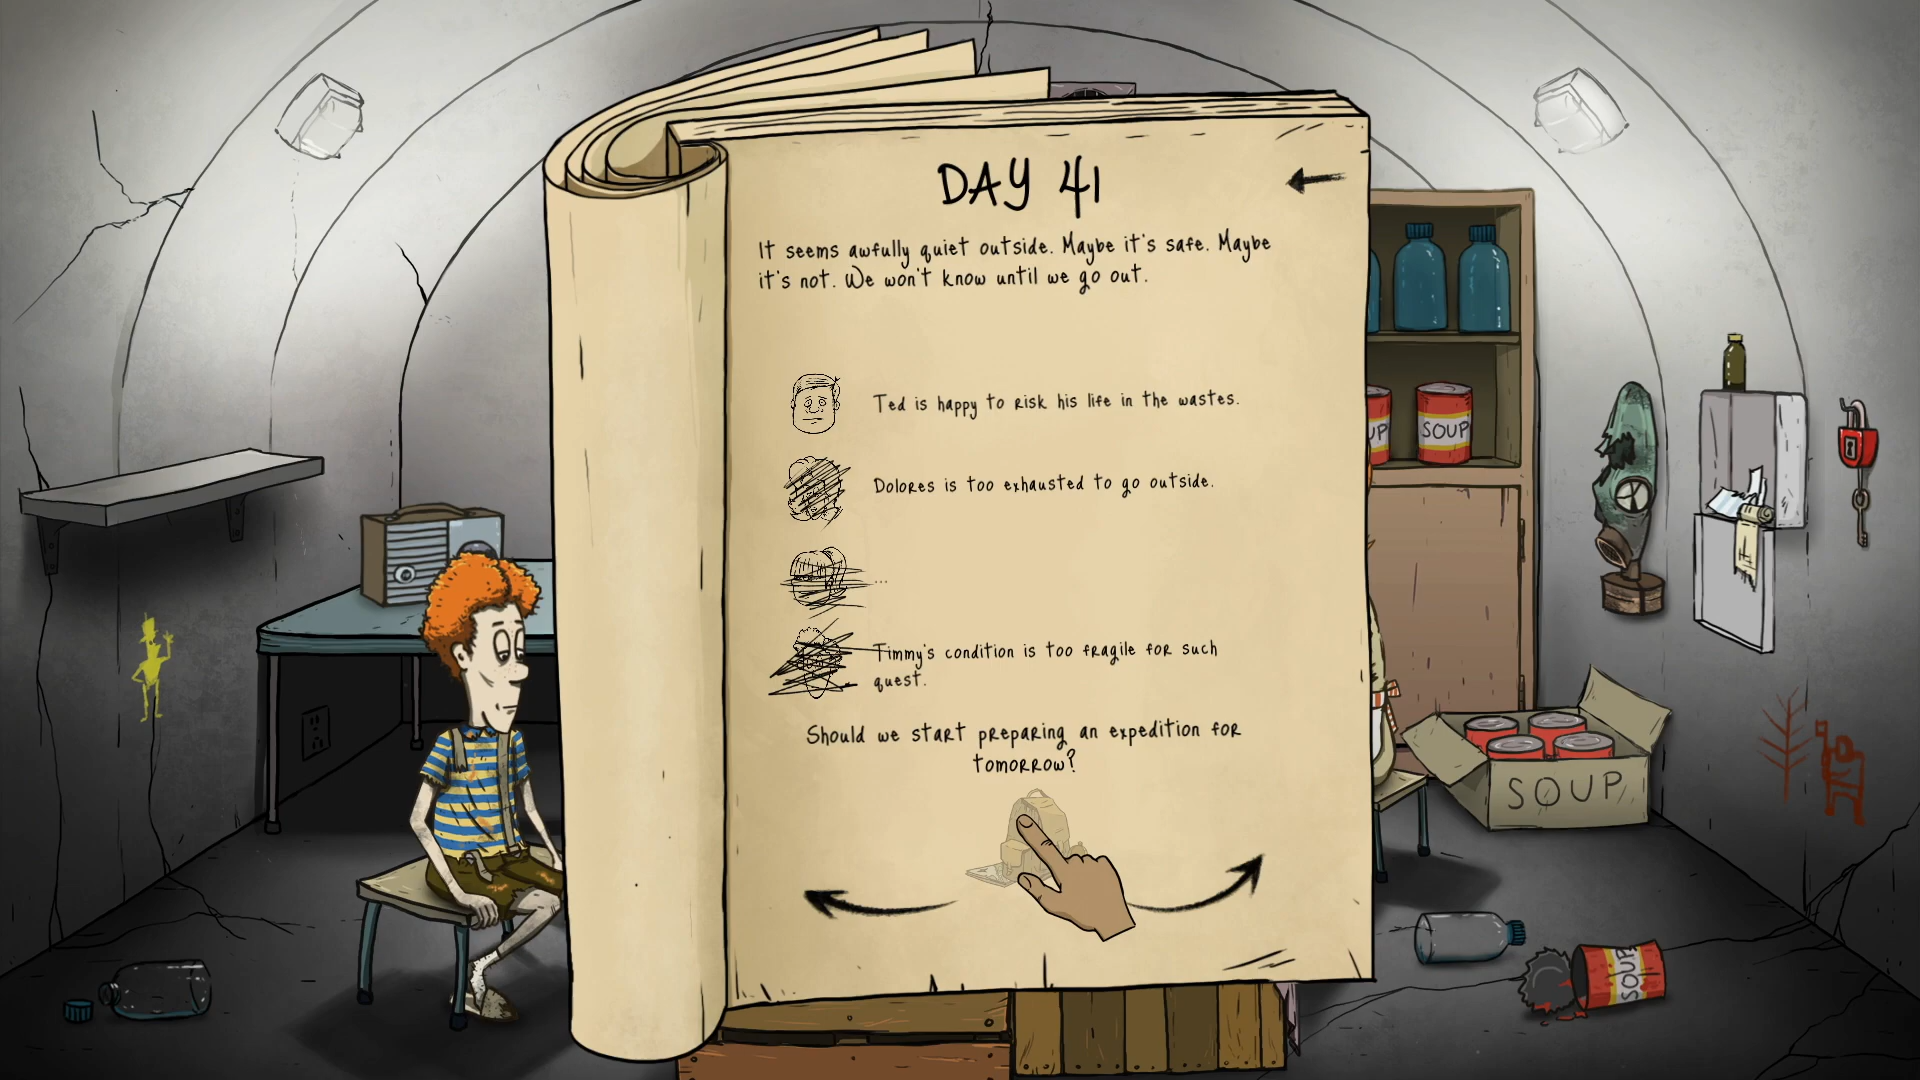 DAY 41
It seems awfully quiet outside. Maybe it's safe. Maybe
it's not. We won't know until we go out.
Ted is happy to risk his life in the wastes.
Dolores is too exhausted to go outside.
...
Timmy's condition is too fragile for such
quest.
Should we start preparing an expedition for
tomorrow?
UP
SOUP
SOUP
SOUP